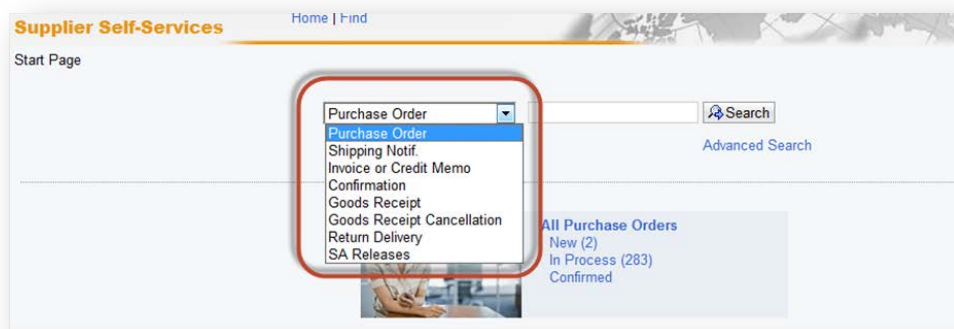 Home | Find
Supplier Self-Services
Start Page
Purchase Order
Search
Purchase Order
Shipping Notif.
Advanced Search
Invoice or Credit Memo
Confirmation
Goods Receipt
Goods Receipt Cancellation
Return Delivery
SA Releases
All Purchase Orders
New (2)
In Process (283)
Confirmed